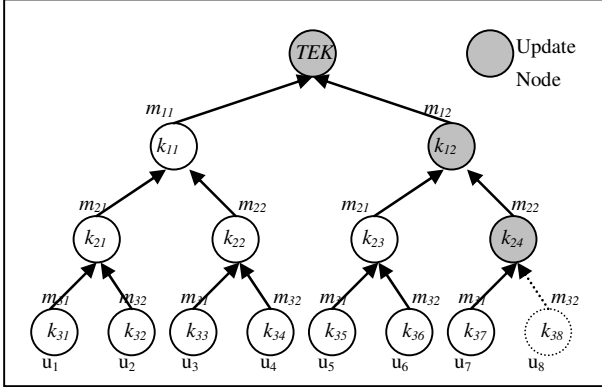 TEK
Update
Node
m11 m12
k11 k12
m21 m22 m21 m22
k21 k22 k23 k24
m31 m32 m31 m32 m31 m32 m31 m32
k31 k32 k33 k34 k35 k36 k37 k38
u1 u2 u3 u4 u5 u6 u7 u8